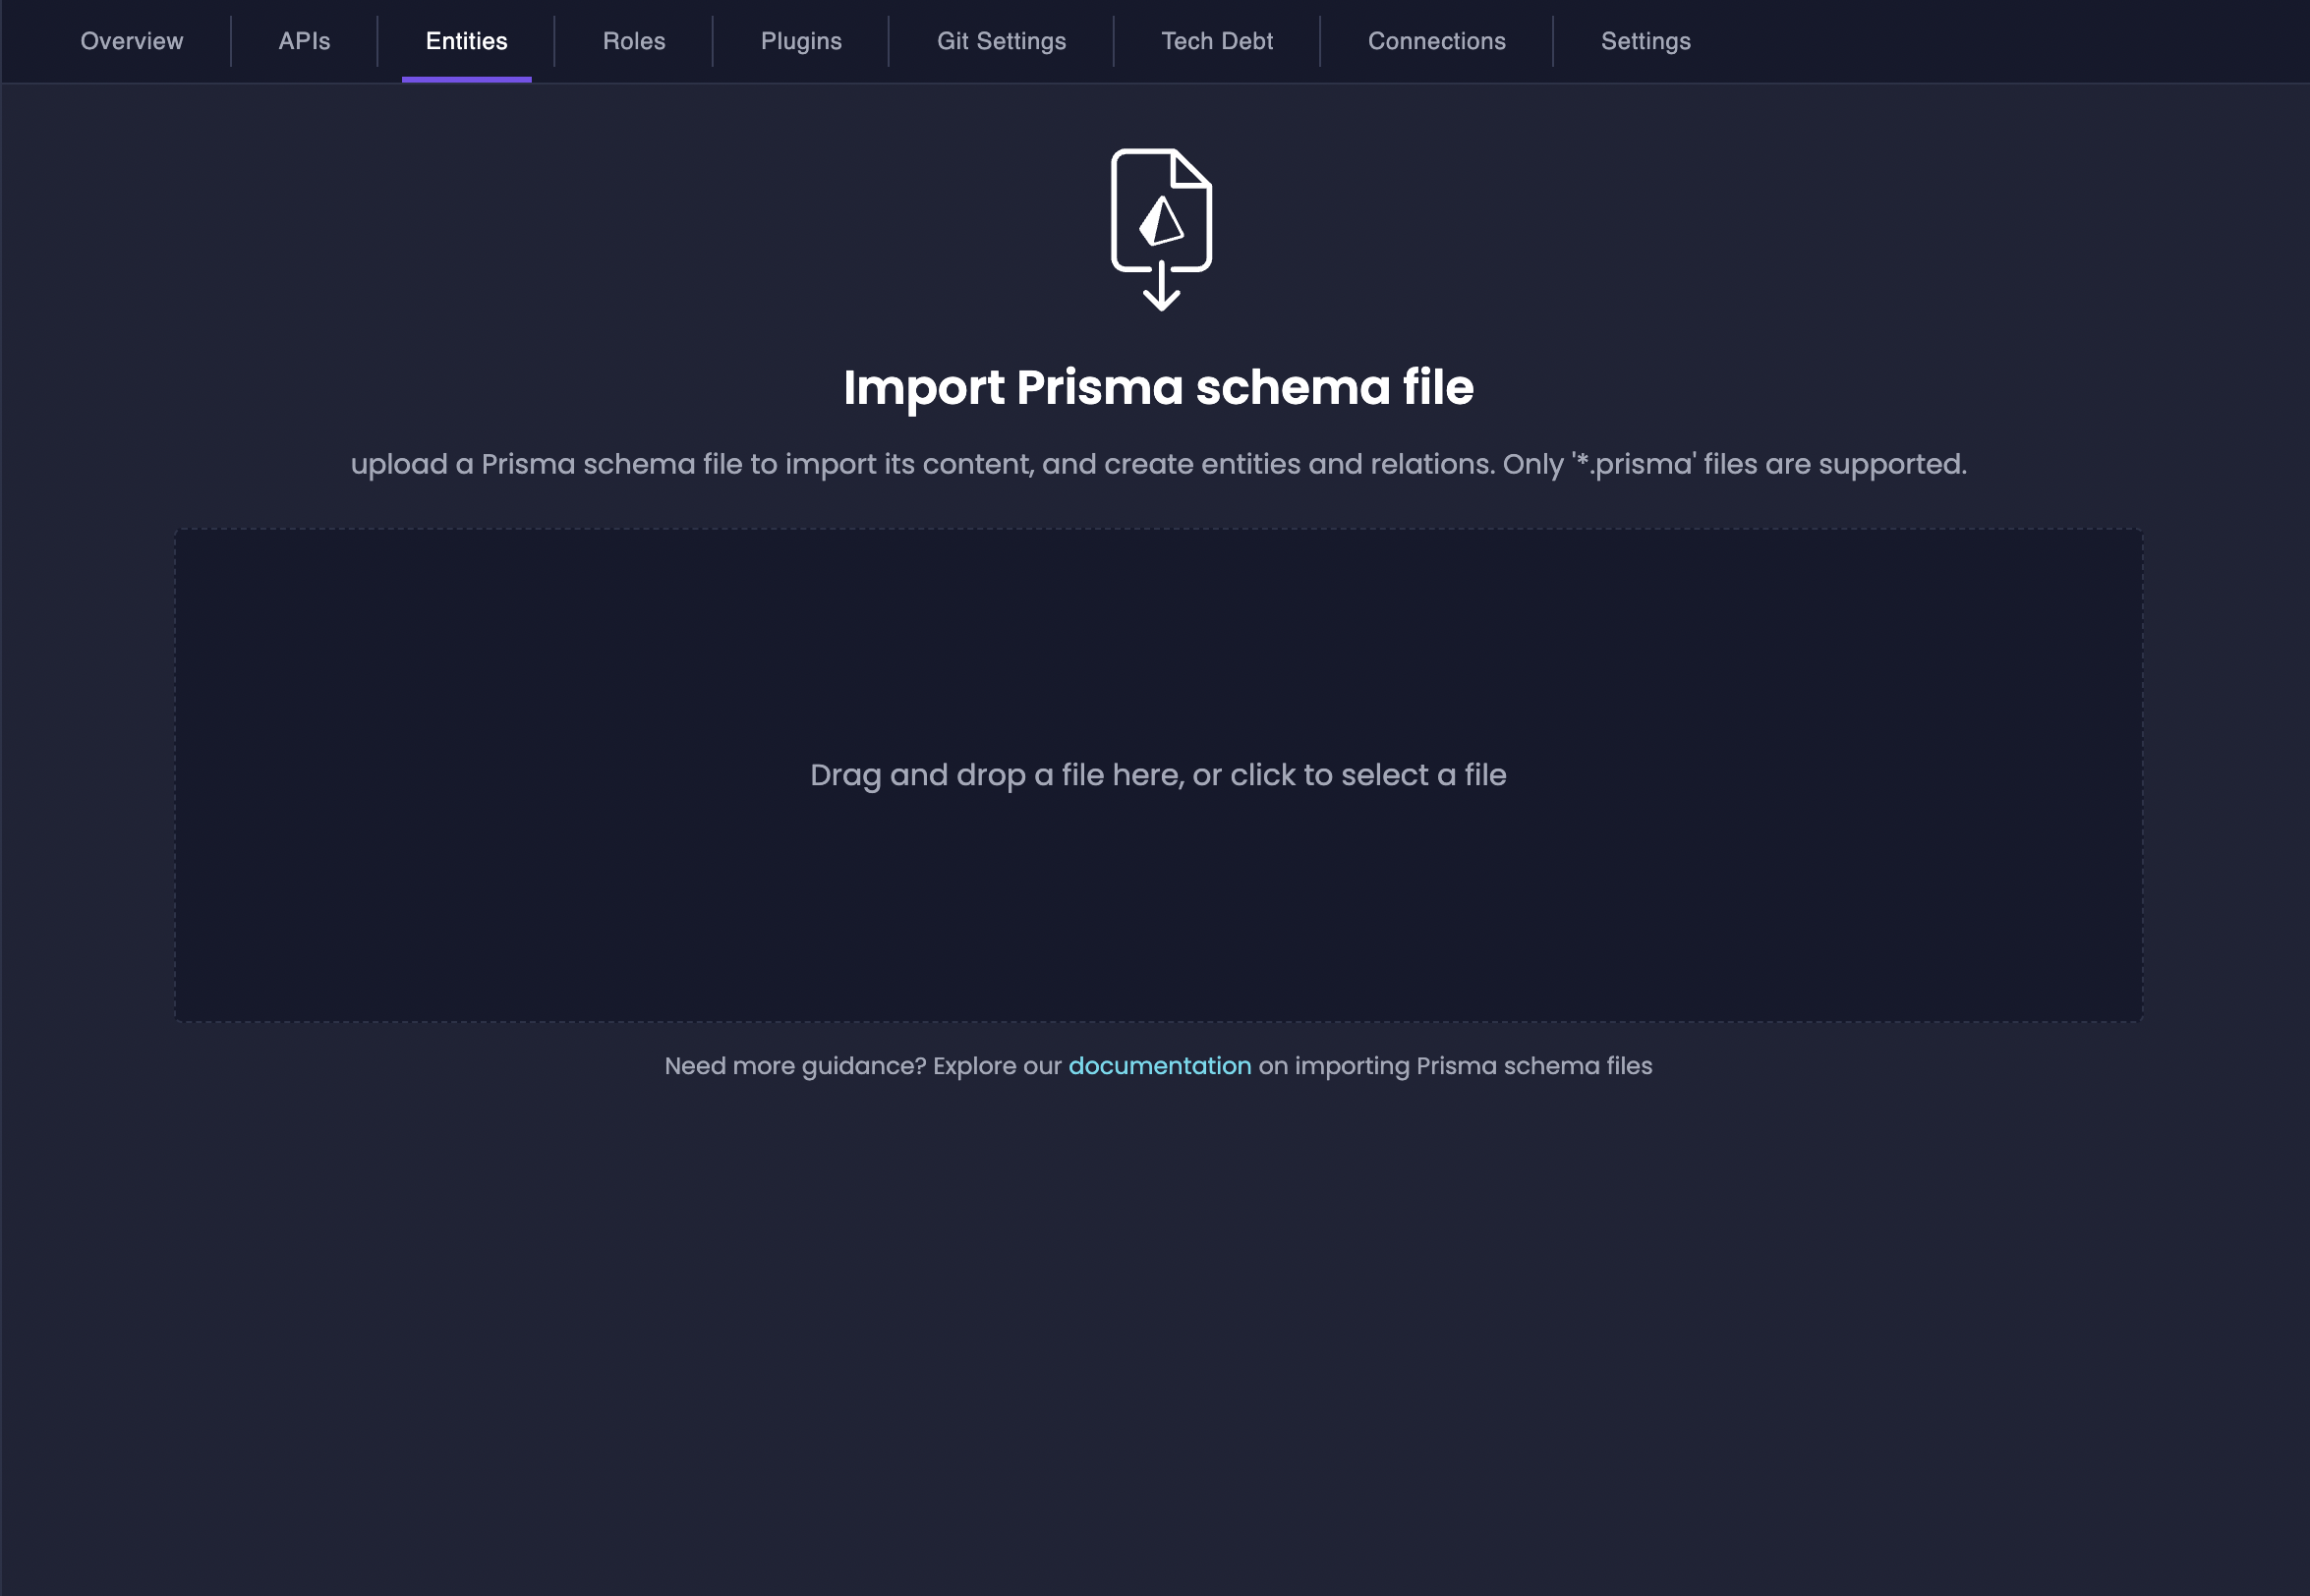 Overview APIs Entities Roles Plugins Git Settings Tech Debt Connections Settings
Import Prisma schema file
upload a Prisma schema file to import its content, and create entities and relations. Only '*.prisma' files are supported.
Drag and drop a file here, or click to select a file
Need more guidance? Explore our documentation on importing Prisma schema files